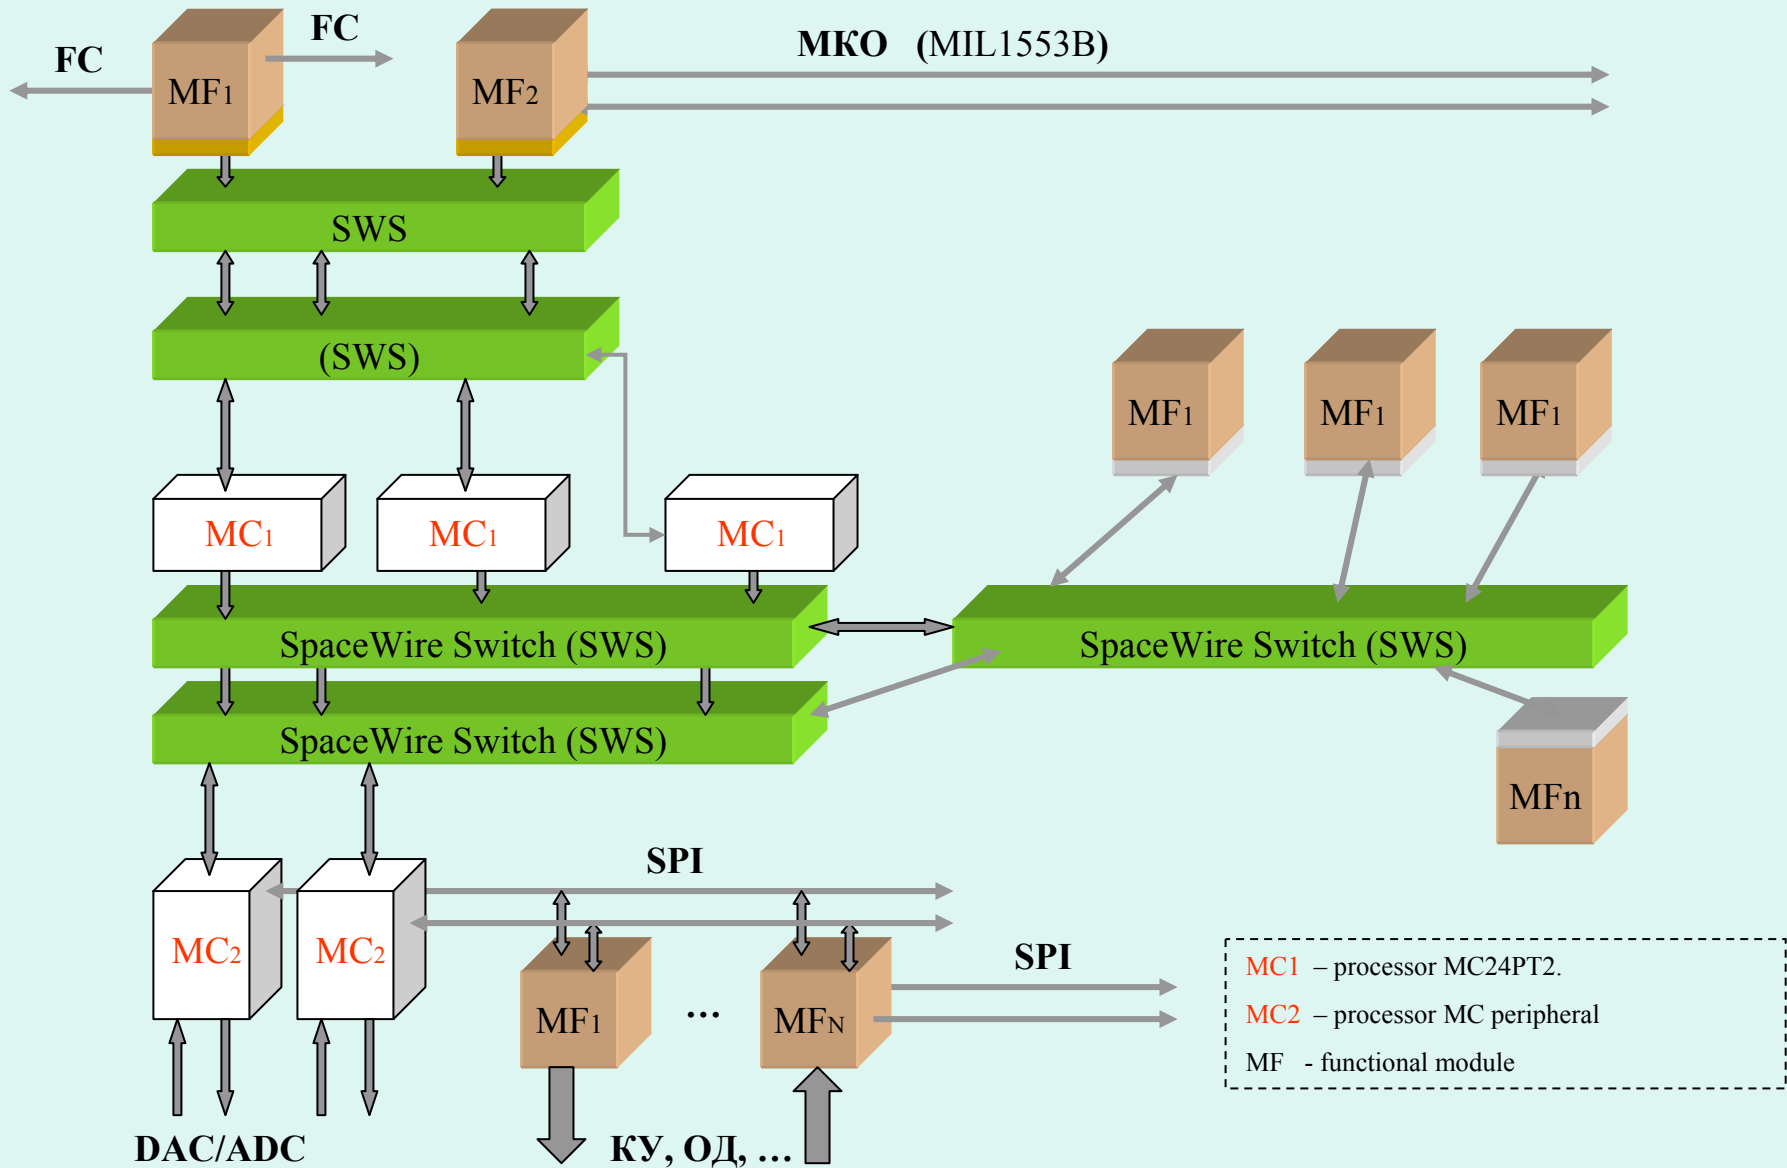 FC
FC
МКО (MIL1553B)
MF1
MF2
SWS
(SWS)
MF1
MF1
MF1
MC1
MC1
MC1
SpaceWire Switch (SWS)
SpaceWire Switch (SWS)
SpaceWire Switch (SWS)
MFn
SPI
MC2
MC2
SPI
MF1
...
MFN
MC1 – processor MC24PT2.
MC2 – processor MC peripheral
MF - functional module
DAC/ADC
КУ, ОД, ...